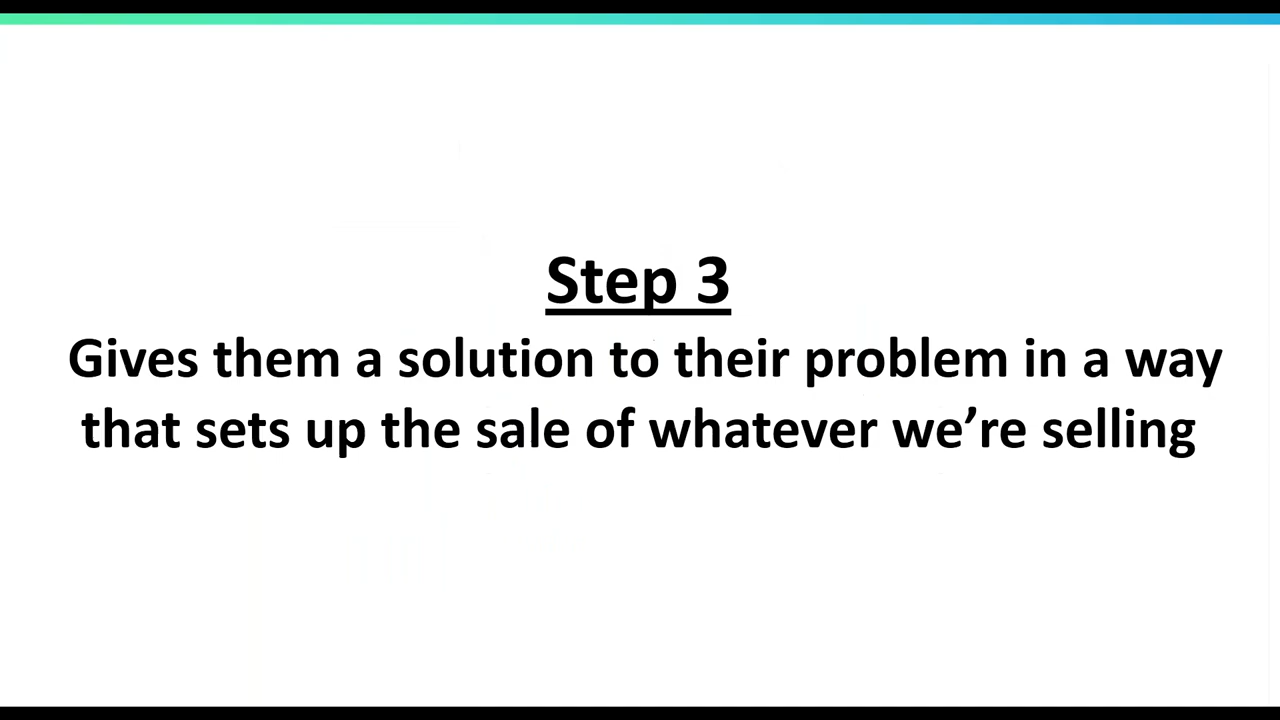 Step 3
Gives them a solution to their problem in a way
that sets up the sale of whatever we’re selling